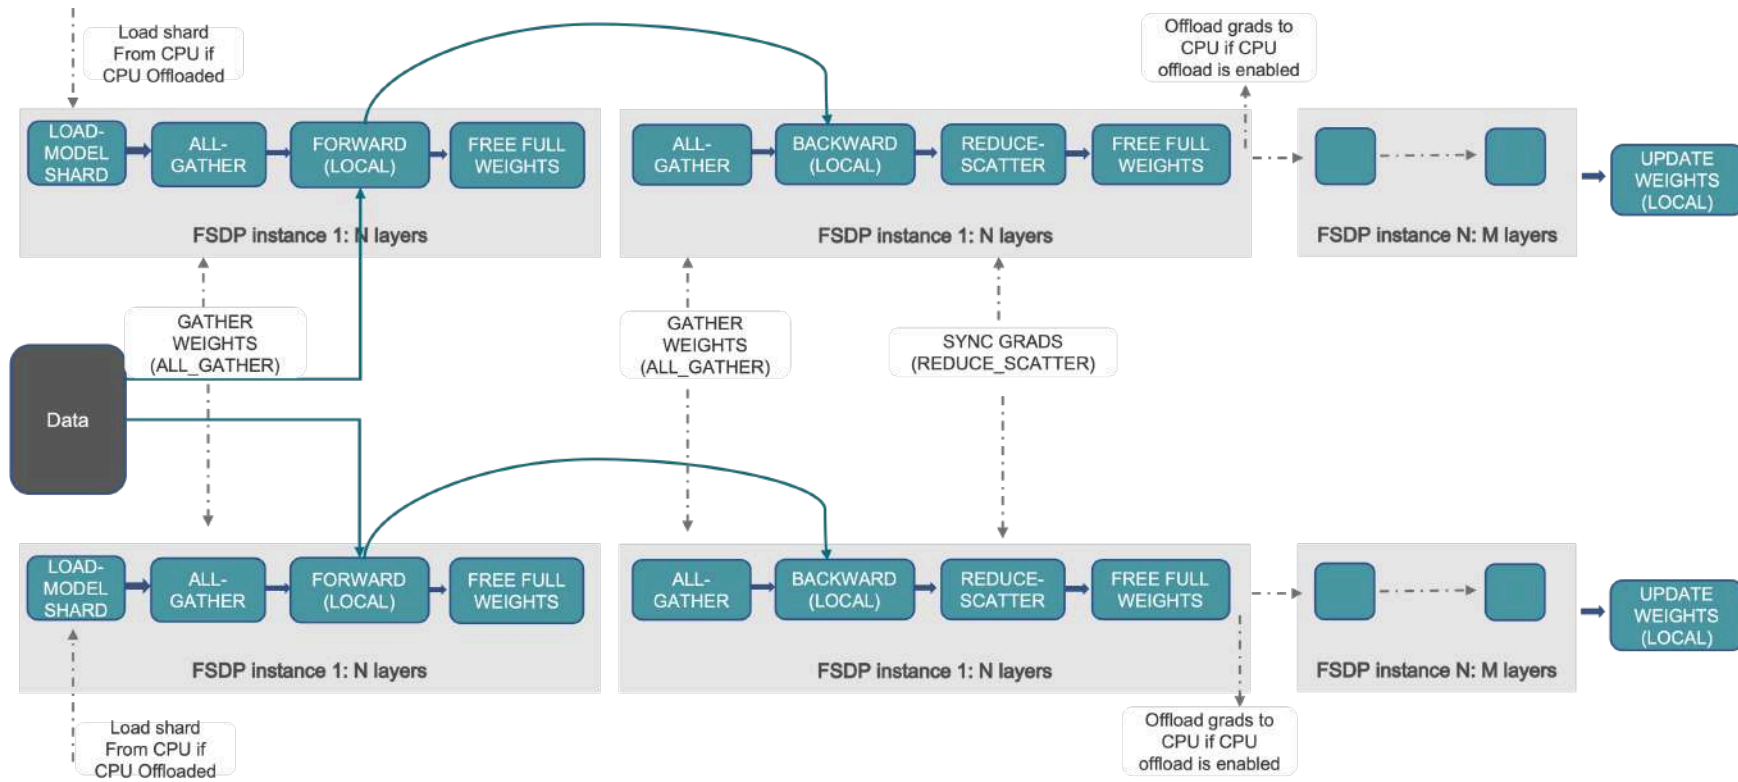 Load shard
From CPU if
CPU Offloaded
Offload grads to
CPU if CPU
offload is enabled
LOAD-
MODEL
SHARD
ALL-
GATHER
FORWARD
(LOCAL)
FREE FULL
WEIGHTS
FSDP instance 1: N layers
ALL-
GATHER
BACKWARD
(LOCAL)
REDUCE-
SCATTER
FREE FULL
WEIGHTS
FSDP instance 1: N layers
FSDP instance N: M layers
UPDATE
WEIGHTS
(LOCAL)
GATHER
WEIGHTS
(ALL_GATHER)
GATHER
WEIGHTS
(ALL_GATHER)
SYNC GRADS
(REDUCE_SCATTER)
Data
LOAD-
MODEL
SHARD
ALL-
GATHER
FORWARD
(LOCAL)
FREE FULL
WEIGHTS
FSDP instance 1: N layers
ALL-
GATHER
BACKWARD
(LOCAL)
REDUCE-
SCATTER
FREE FULL
WEIGHTS
FSDP instance 1: N layers
FSDP instance N: M layers
UPDATE
WEIGHTS
(LOCAL)
Load shard
From CPU if
CPU Offloaded
Offload grads to
CPU if CPU
offload is enabled